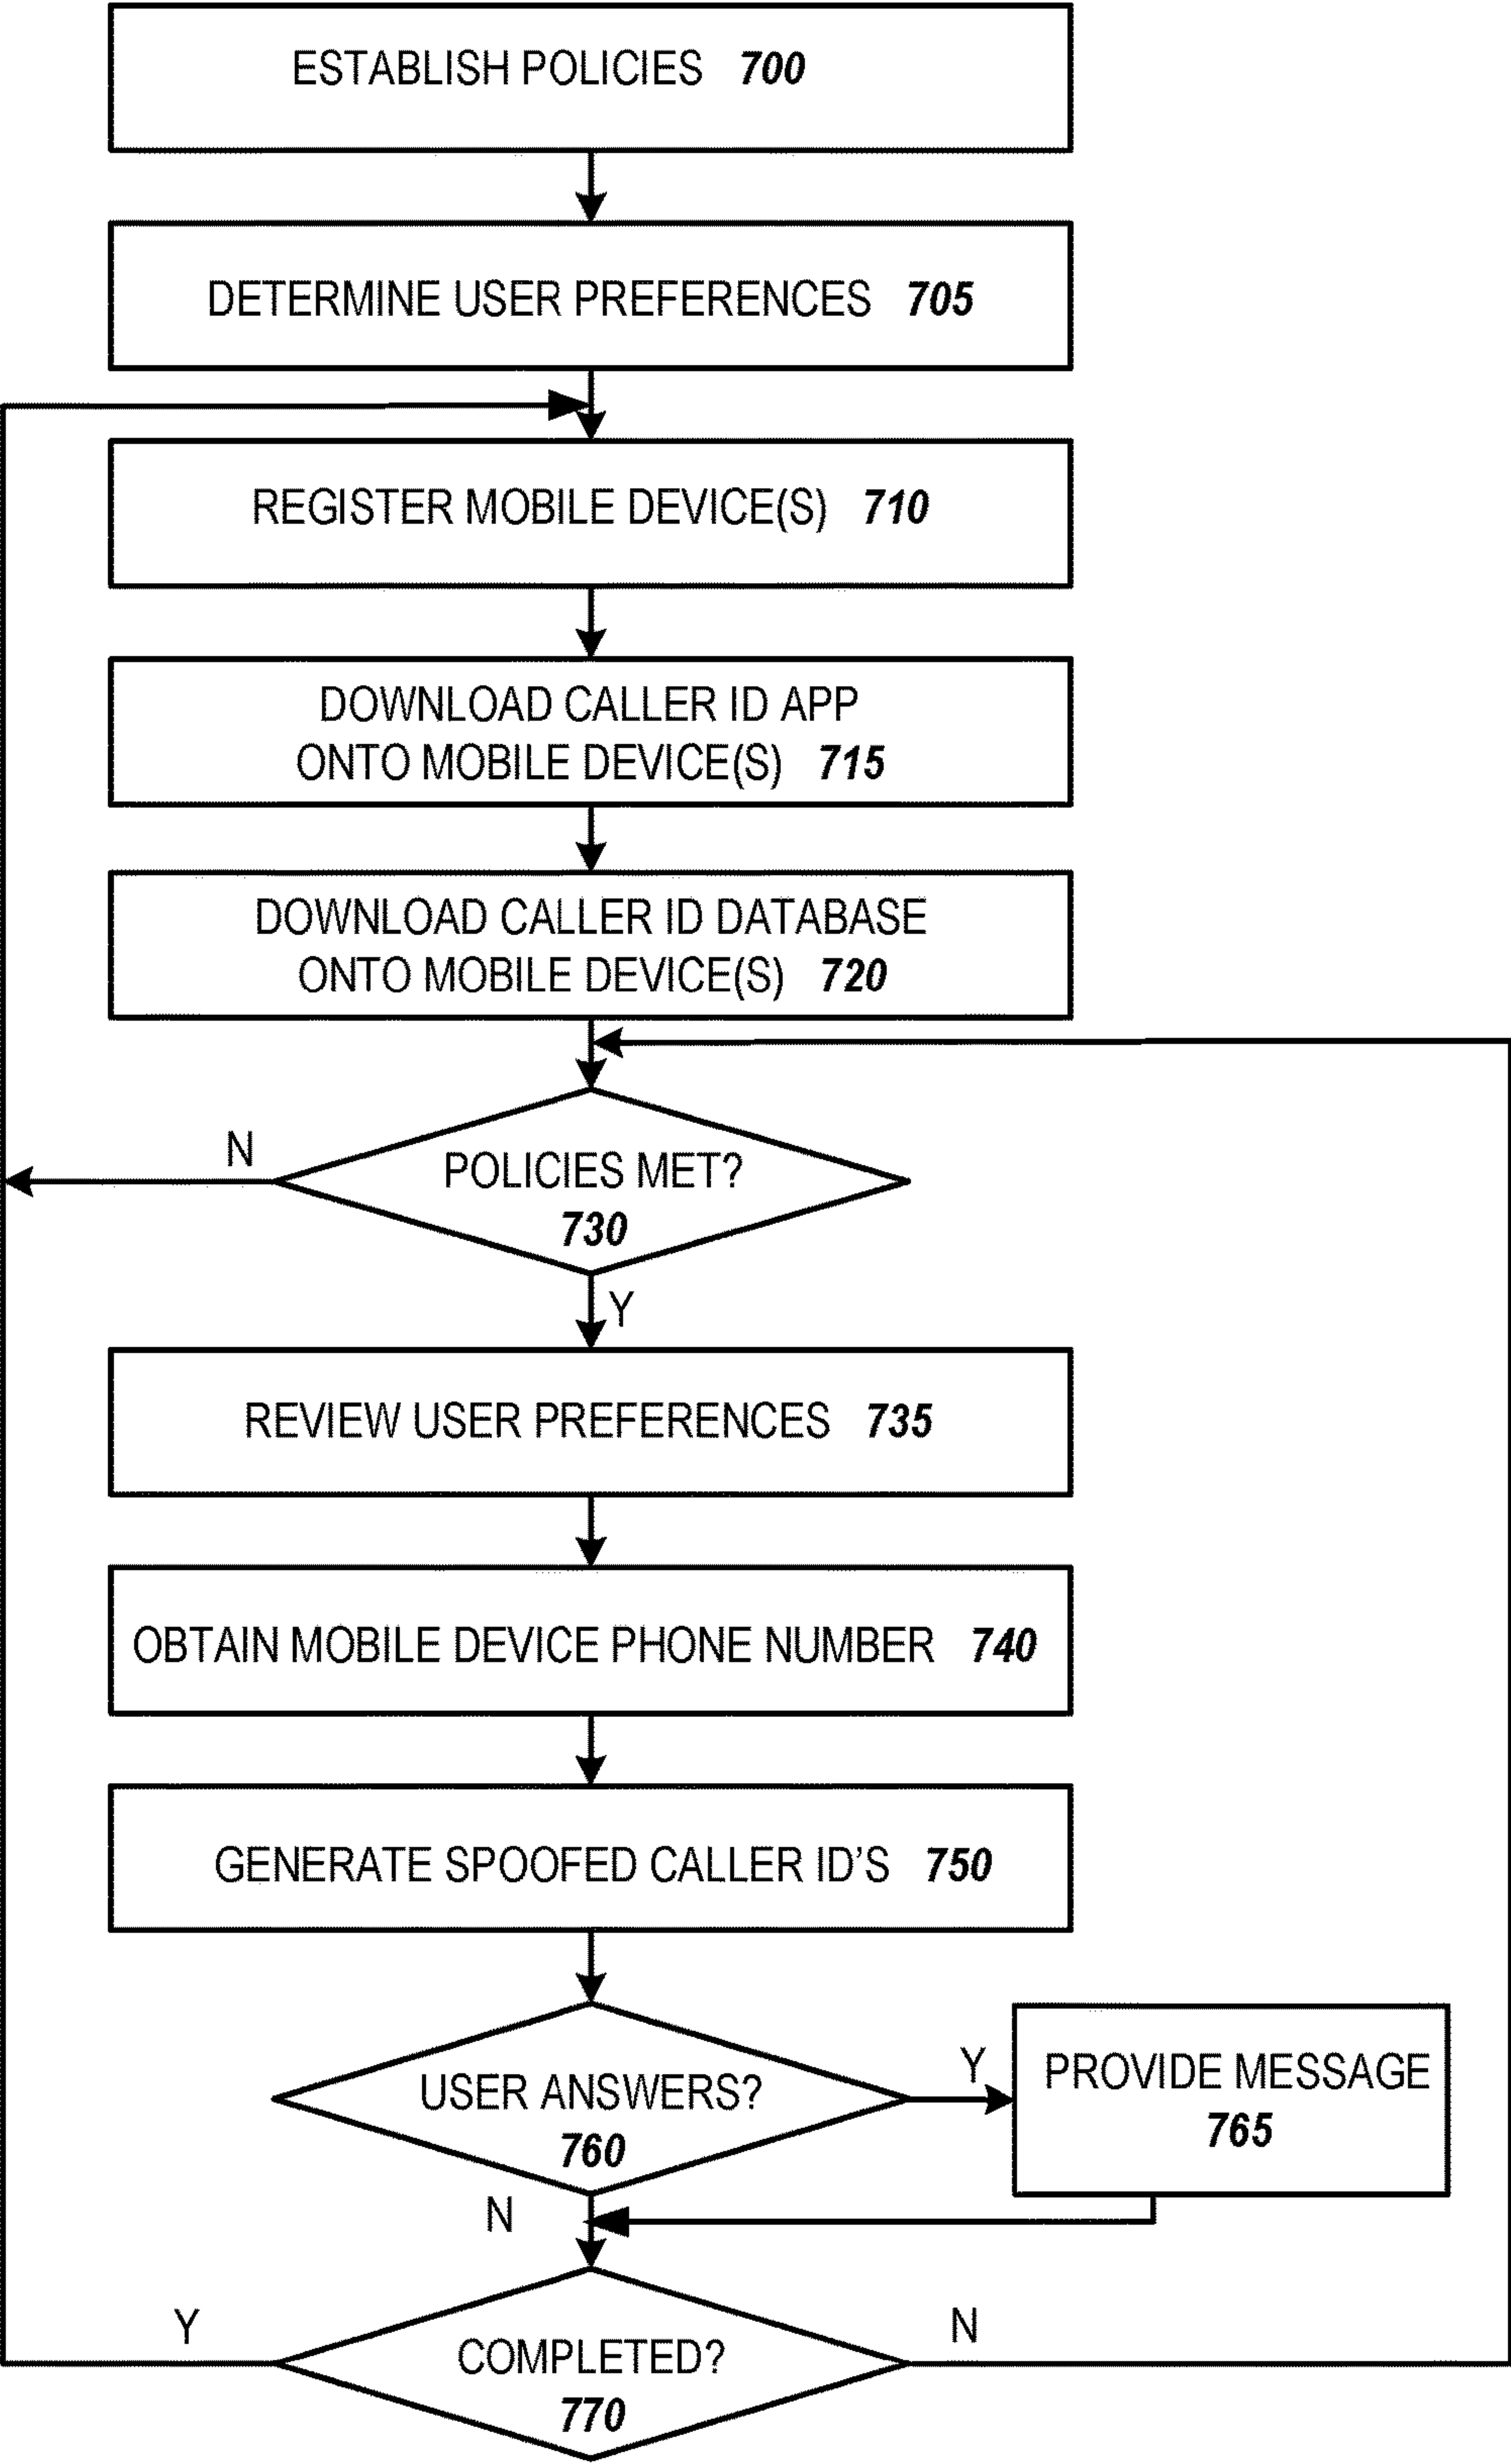 ESTABLISH POLICIES 700
DETERMINE USER PREFERENCES 705
REGISTER MOBILE DEVICE(S) 710
DOWNLOAD CALLER ID APP
ONTO MOBILE DEVICE(S) 715
DOWNLOAD CALLER ID DATABASE
ONTO MOBILE DEVICE(S) 720
N
POLICIES MET?
730
Y
REVIEW USER PREFERENCES 735
OBTAIN MOBILE DEVICE PHONE NUMBER 740
GENERATE SPOOFED CALLER ID'S 750
USER ANSWERS?
760
Y
PROVIDE MESSAGE
765
N
Y
COMPLETED?
770
N